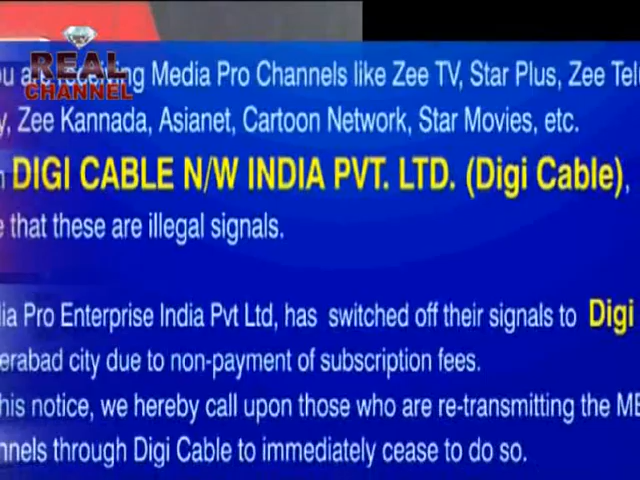 REAL
CHANNEL
ou are receiving Media Pro Channels like Zee TV, Star Plus, Zee Tel
y, Zee Kannada, Asianet, Cartoon Network, Star Movies, etc.
DIGI CABLE N/W INDIA PVT. LTD. (Digi Cable),
e that these are illegal signals.
dia Pro Enterprise India Pvt Ltd, has switched off their signals to Digi
erabad city due to non-payment of subscription fees.
his notice, we hereby call upon those who are re-transmitting the ME
nnels through Digi Cable to immediately cease to do so.